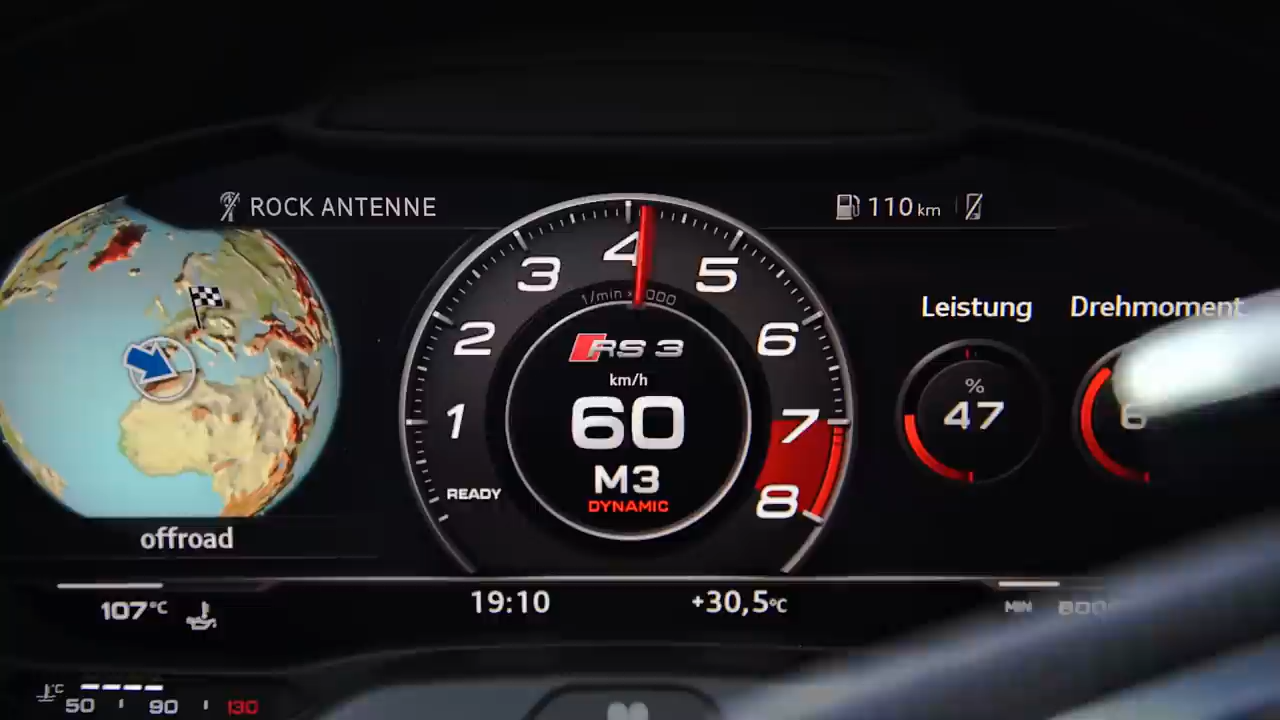 ROCK ANTENNE
110 km
4
3
5
1/min x 1000
2
6
RS 3
km/h
60
1
7
M3
READY
DYNAMIC
8
Leistung
Drehmoment
%
47
6
offroad
107°C
19:10
+30,5°C
MIN
°C
50
90
130